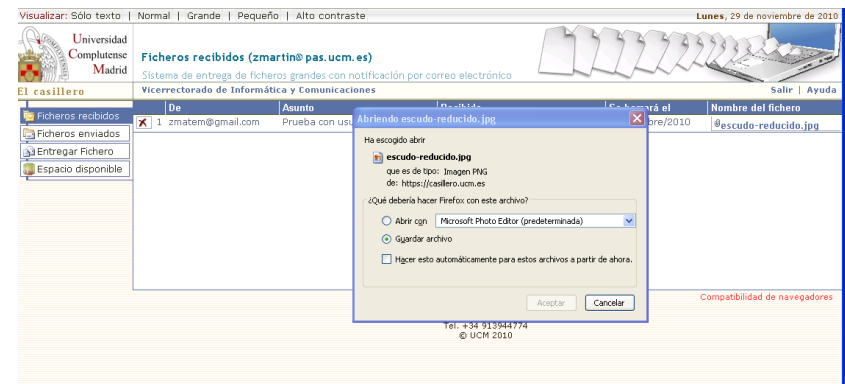 Visualizar: Sólo texto | Normal | Grande | Pequeño | Alto contraste
Lunes, 29 de noviembre de 2010
Universidad
Complutense
Madrid
Ficheros recibidos (zmartin@pas.ucm.es)
Sistema de entrega de ficheros grandes con notificación por correo electrónico
El casillero
Vicerrectorado de Informática y Comunicaciones
Salir | Ayuda
Ficheros recibidos
Ficheros enviados
Entregar Fichero
Espacio disponible
De Asunto Recibido Se borrará el Nombre del fichero
1 zmatem@gmail.com Prueba con usu bre/2010 escudo-reducido.jpg
Abriendo escudo-reducido.jpg
Ha escogido abrir
escudo-reducido.jpg
que es de tipo: Imagen PNG
de: https://casillero.ucm.es
¿Qué debería hacer Firefox con este archivo?
Abrir con Microsoft Photo Editor (predeterminada)
Guardar archivo
Hacer esto automáticamente para estos archivos a partir de ahora.
Aceptar Cancelar
Compatibilidad de navegadores
Tel. +34 913944774
© UCM 2010